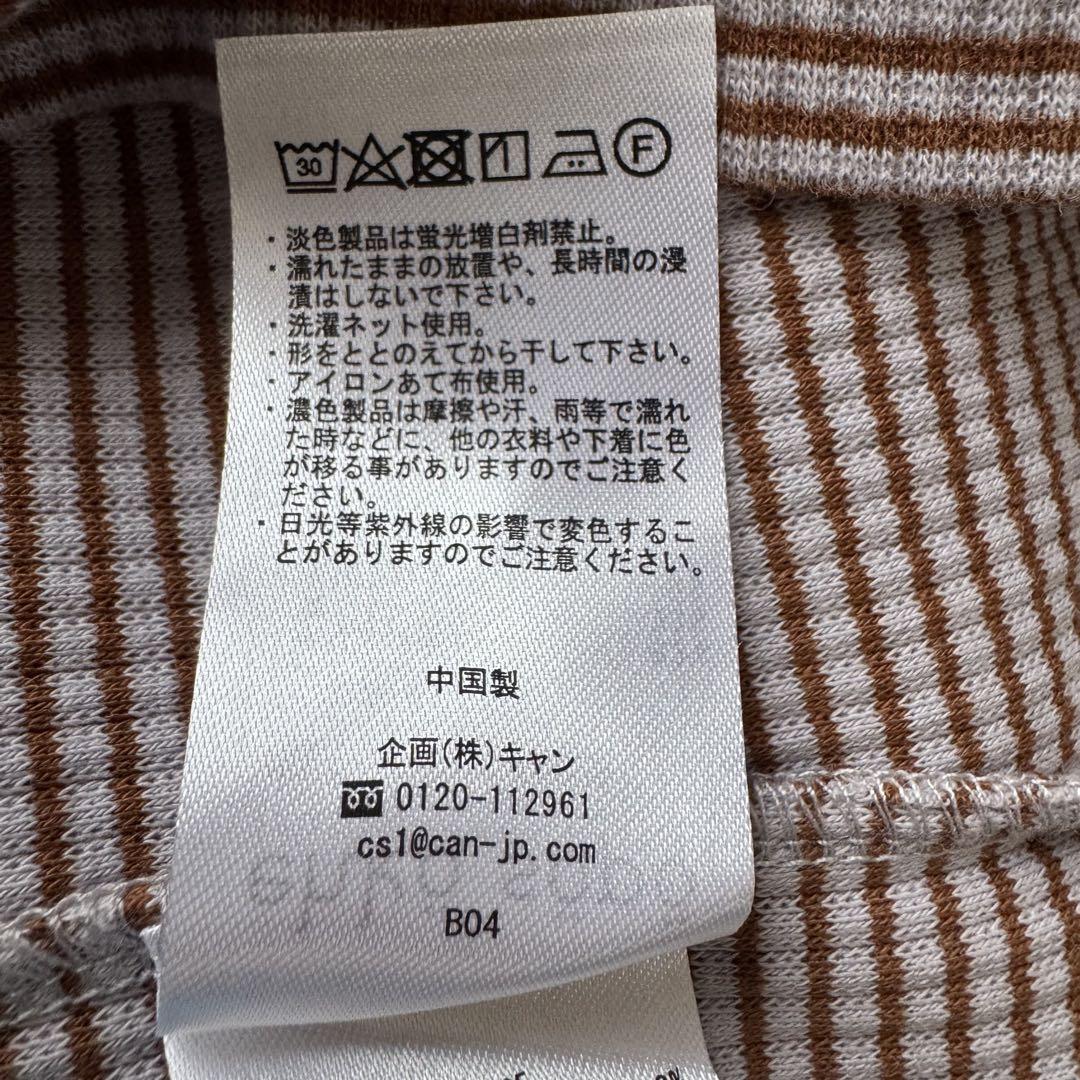 30 F
・淡色製品は蛍光増白剤禁止。
・濡れたままの放置や、長時間の浸
漬はしないで下さい。
・洗濯ネット使用。
・形をととのえてから干して下さい。
・アイロンあて布使用。
・濃色製品は摩擦や汗、雨等で濡れ
た時などに、他の衣料や下着に色
が移る事がありますのでご注意く
ださい。
・日光等紫外線の影響で変色するこ
とがありますのでご注意ください。
中国製
企画(株)キャン
0120-112961
cs1@can-jp.com
B04